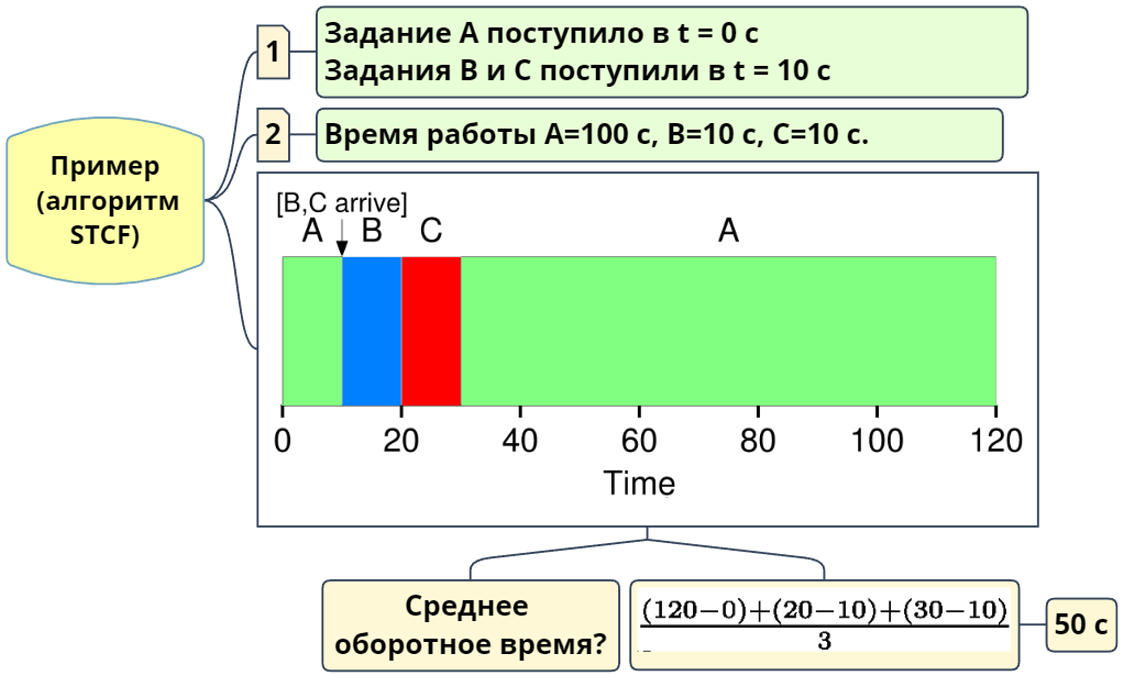 Пример
(алгоритм
STCF)
1
Задание A поступило в t = 0 с
Задания B и C поступили в t = 10 с
2
Время работы A=100 с, B=10 с, C=10 с.
[B,C arrive]
A B C A
0 20 40 60 80 100 120
Time
Среднее
оборотное время?
(120−0)+(20−10)+(30−10)
3
50 с